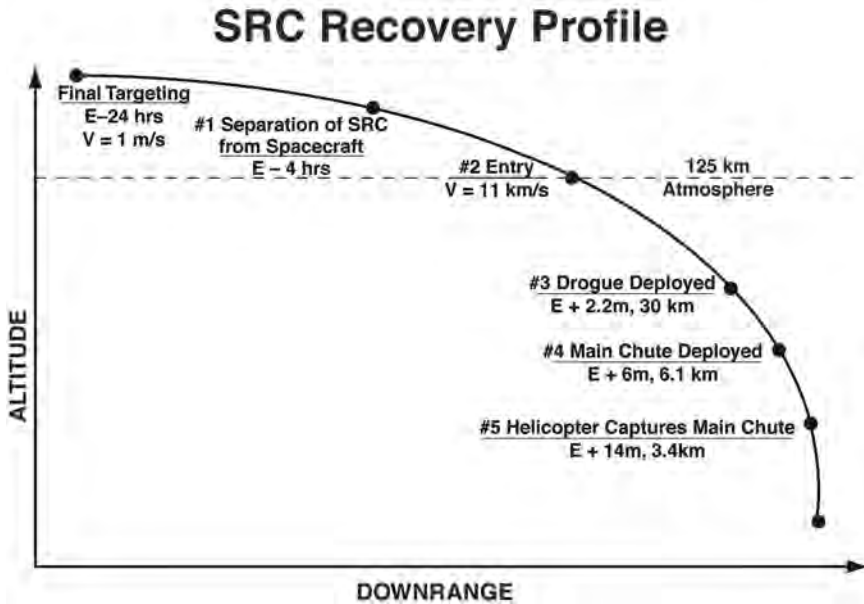 SRC Recovery Profile
Final Targeting
E–24 hrs
V = 1 m/s
#1 Separation of SRC
from Spacecraft
E – 4 hrs
#2 Entry
V = 11 km/s
125 km
Atmosphere
#3 Drogue Deployed
E + 2.2m, 30 km
#4 Main Chute Deployed
E + 6m, 6.1 km
#5 Helicopter Captures Main Chute
E + 14m, 3.4km
ALTITUDE
DOWNRANGE